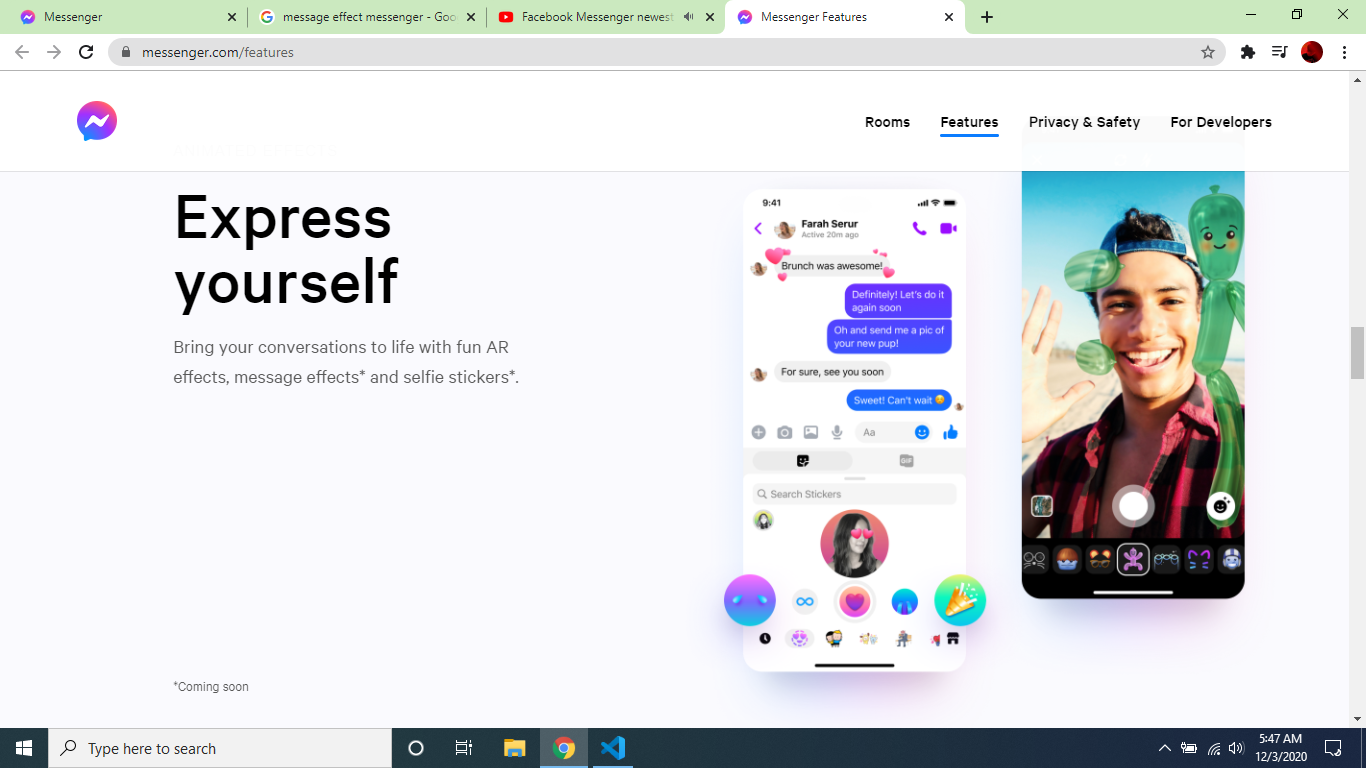 Messenger
message effect messenger - Goo
Facebook Messenger newest
Messenger Features
messenger.com/features
Rooms
Features
Privacy & Safety
For Developers
Express
yourself
Bring your conversations to life with fun AR
effects, message effects* and selfie stickers*.
*Coming soon
9:41
Farah Serur
Active 20m ago
Brunch was awesome!
Definitely! Let's do it
again soon
Oh and send me a pic of
your new pup!
For sure, see you soon
Sweet! Can't wait
Aa
GIF
Search Stickers
Type here to search
5:47 AM
12/3/2020